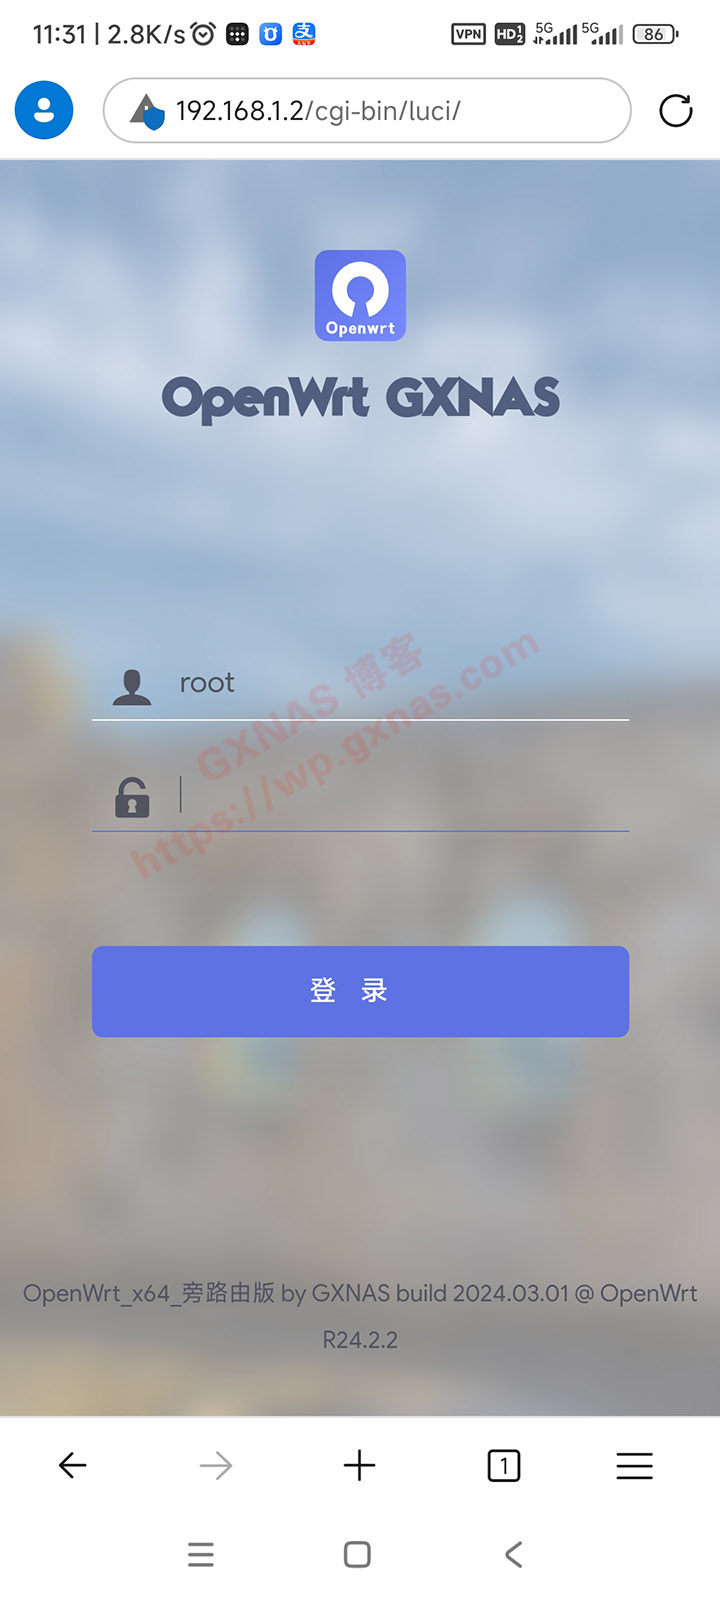 11:31 | 2.8K/s
VPN HD 1 2 5G 5G 86
192.168.1.2/cgi-bin/luci/
Openwrt
OpenWrt GXNAS
root
GXNAS 博客
https://wp.gxnas.com
登 录
OpenWrt_x64_旁路由版 by GXNAS build 2024.03.01 @ OpenWrt
R24.2.2
1